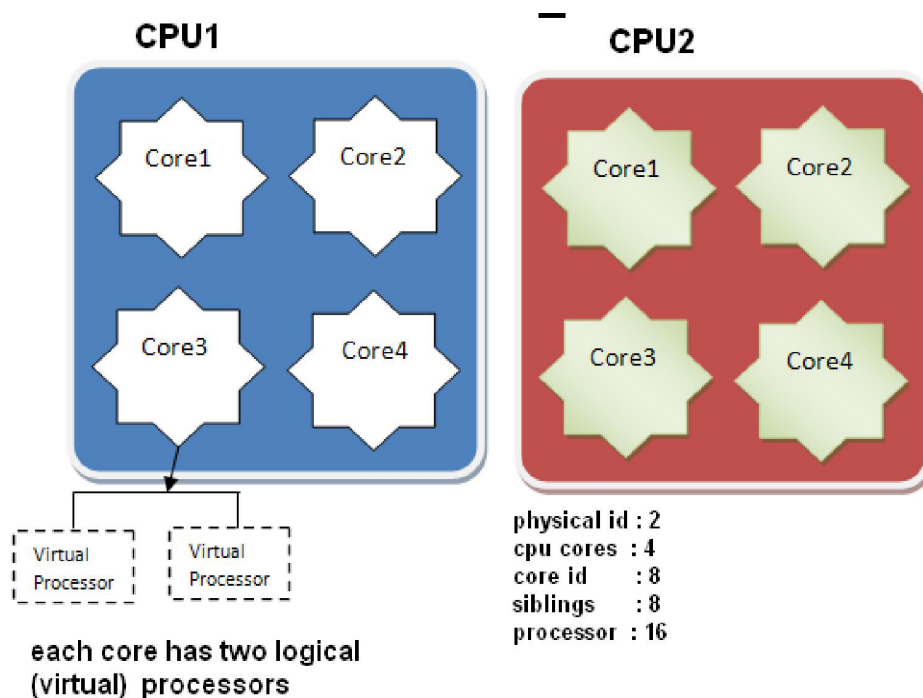 CPU1
Core1
Core2
Core3
Core4
Virtual
Processor
Virtual
Processor
each core has two logical
(virtual) processors
CPU2
Core1
Core2
Core3
Core4
physical id : 2
cpu cores : 4
core id : 8
siblings : 8
processor : 16